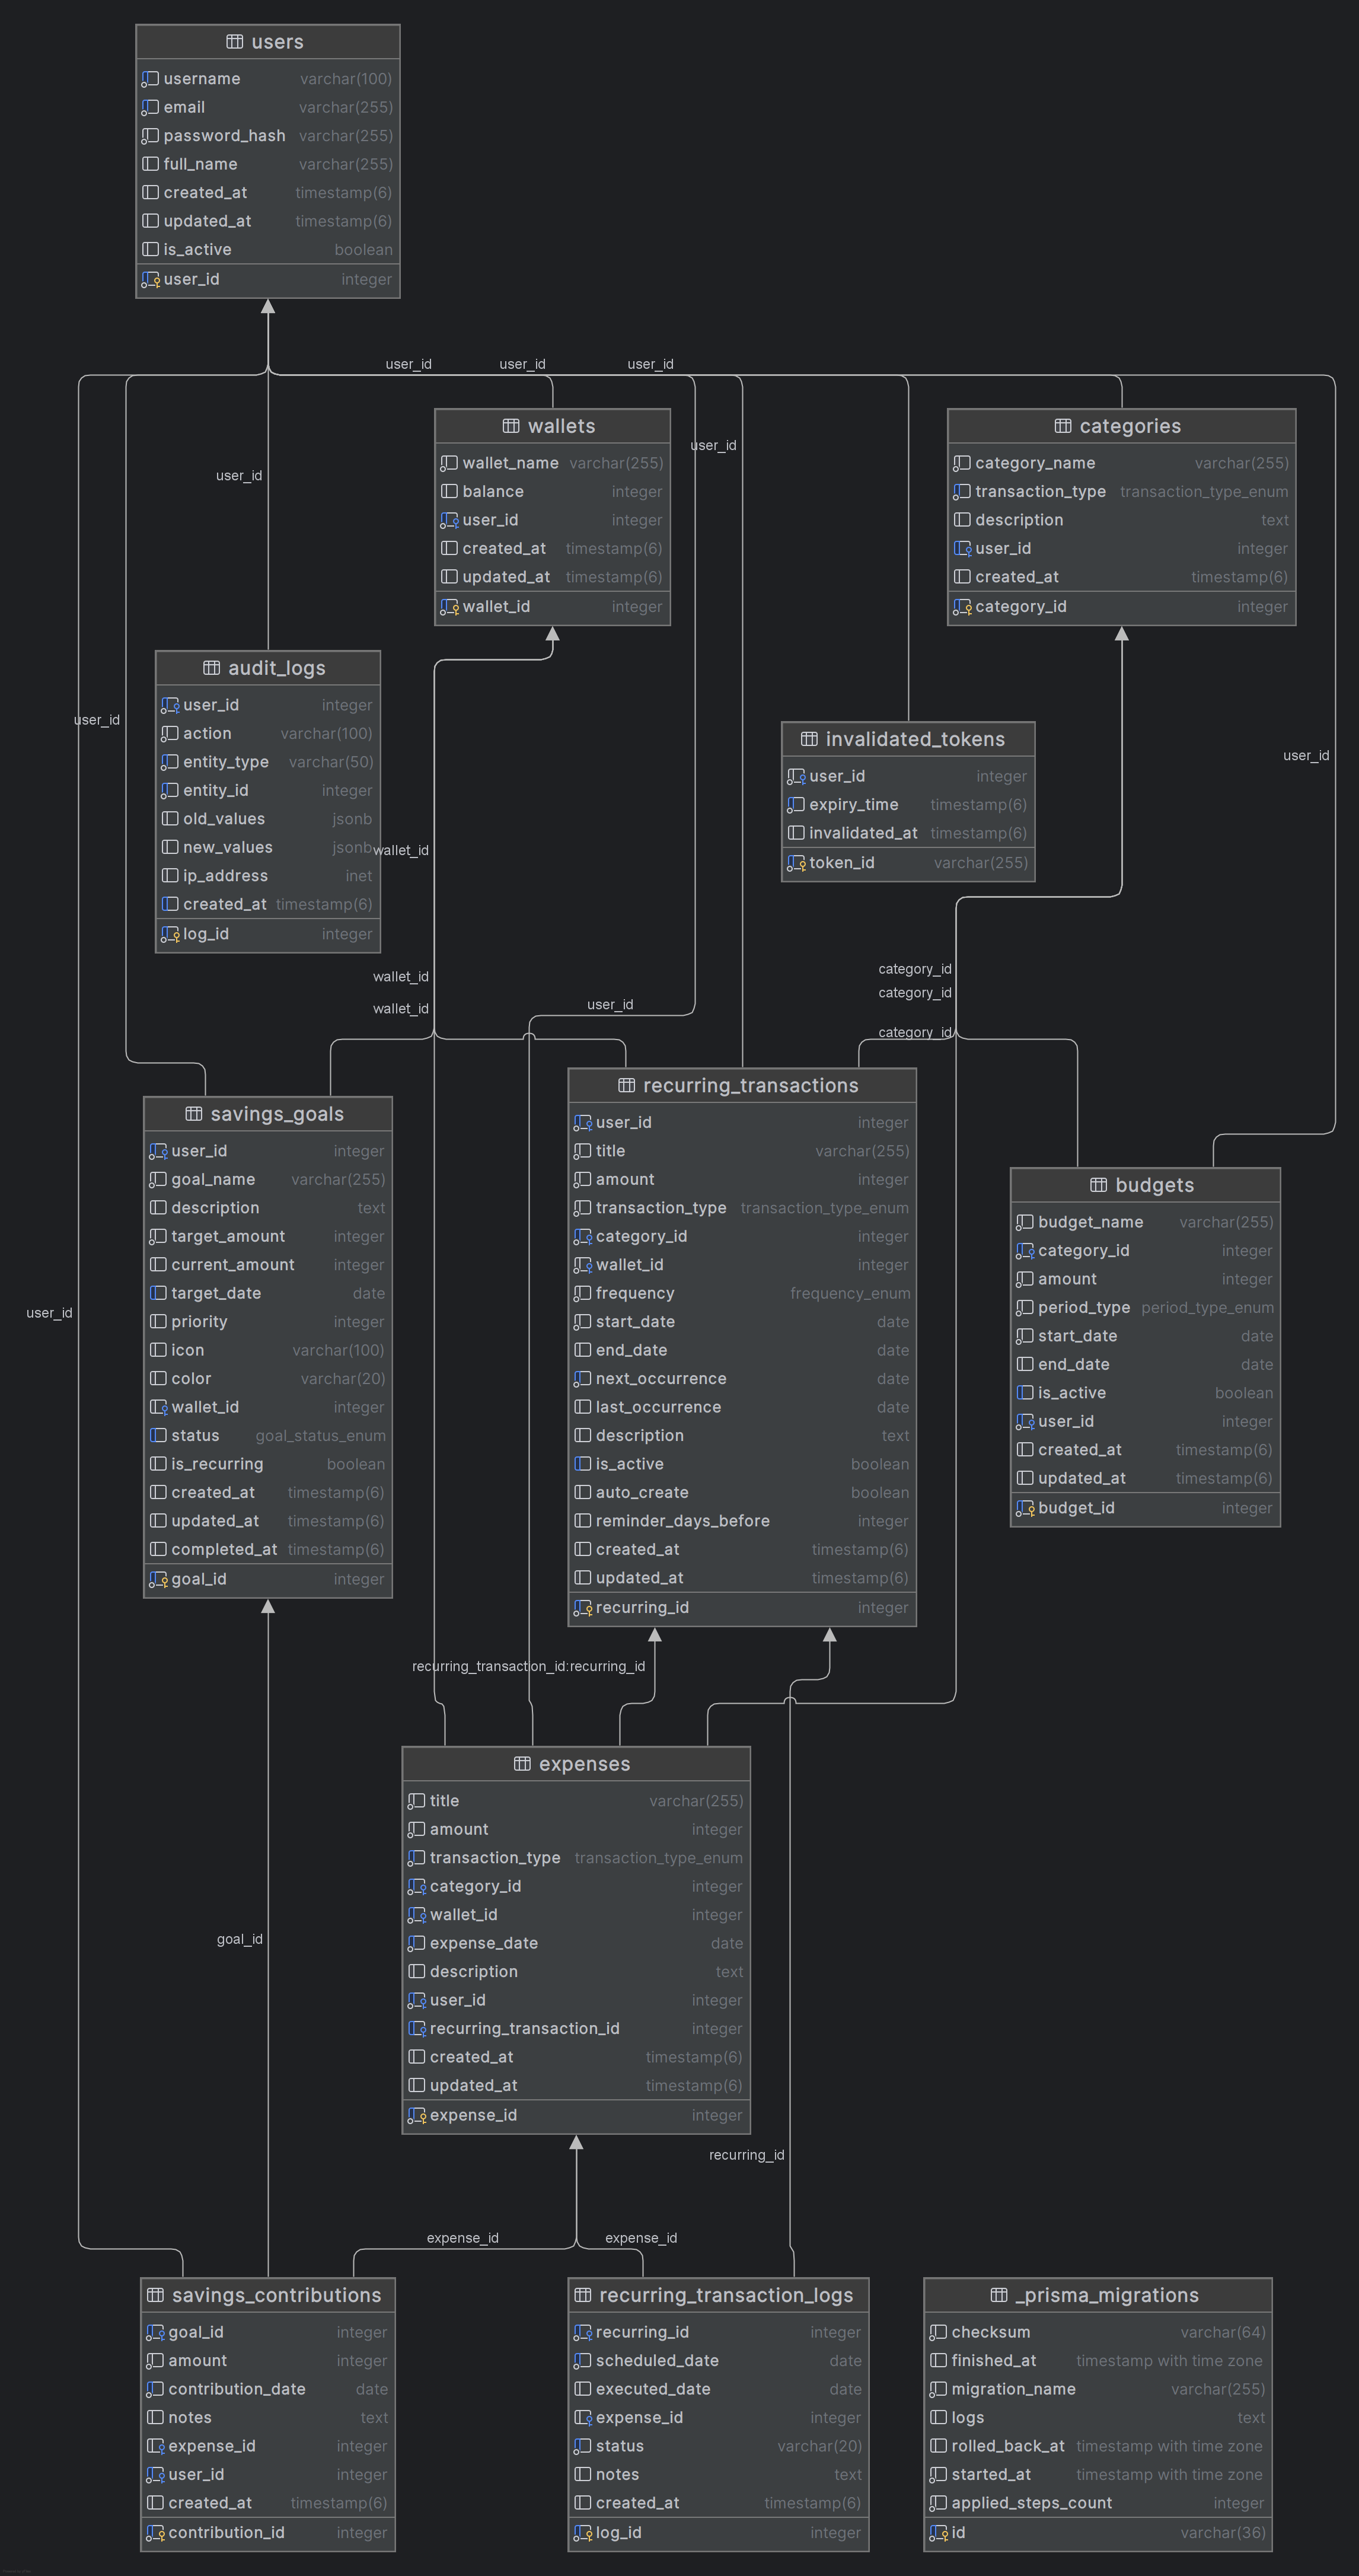 users
username varchar(100)
email varchar(255)
password_hash varchar(255)
full_name varchar(255)
created_at timestamp(6)
updated_at timestamp(6)
is_active boolean
user_id integer
user_id user_id user_id
wallets
wallet_name varchar(255)
balance integer
user_id integer
created_at timestamp(6)
updated_at timestamp(6)
wallet_id integer
user_id
categories
category_name varchar(255)
transaction_type transaction_type_enum
description text
user_id integer
created_at timestamp(6)
category_id integer
user_id
audit_logs
user_id integer
action varchar(100)
entity_type varchar(50)
entity_id integer
old_values jsonb
new_values jsonb
ip_address inet
created_at timestamp(6)
log_id integer
user_id
wallet_id
invalidated_tokens
user_id integer
expiry_time timestamp(6)
invalidated_at timestamp(6)
token_id varchar(255)
user_id
wallet_id
wallet_id
user_id
category_id
category_id
category_id
savings_goals
user_id integer
goal_name varchar(255)
description text
target_amount integer
current_amount integer
target_date date
priority integer
icon varchar(100)
color varchar(20)
wallet_id integer
status goal_status_enum
is_recurring boolean
created_at timestamp(6)
updated_at timestamp(6)
completed_at timestamp(6)
goal_id integer
user_id
recurring_transactions
user_id integer
title varchar(255)
amount integer
transaction_type transaction_type_enum
category_id integer
wallet_id integer
frequency frequency_enum
start_date date
end_date date
next_occurrence date
last_occurrence date
description text
is_active boolean
auto_create boolean
reminder_days_before integer
created_at timestamp(6)
updated_at timestamp(6)
recurring_id integer
budgets
budget_name varchar(255)
category_id integer
amount integer
period_type period_type_enum
start_date date
end_date date
is_active boolean
user_id integer
created_at timestamp(6)
updated_at timestamp(6)
budget_id integer
recurring_transaction_id:recurring_id
expenses
title varchar(255)
amount integer
transaction_type transaction_type_enum
category_id integer
wallet_id integer
expense_date date
description text
user_id integer
recurring_transaction_id integer
created_at timestamp(6)
updated_at timestamp(6)
expense_id integer
goal_id
recurring_id
expense_id expense_id
savings_contributions
goal_id integer
amount integer
contribution_date date
notes text
expense_id integer
user_id integer
created_at timestamp(6)
contribution_id integer
recurring_transaction_logs
recurring_id integer
scheduled_date date
executed_date date
expense_id integer
status varchar(20)
notes text
created_at timestamp(6)
log_id integer
_prisma_migrations
checksum varchar(64)
finished_at timestamp with time zone
migration_name varchar(255)
logs text
rolled_back_at timestamp with time zone
started_at timestamp with time zone
applied_steps_count integer
id varchar(36)